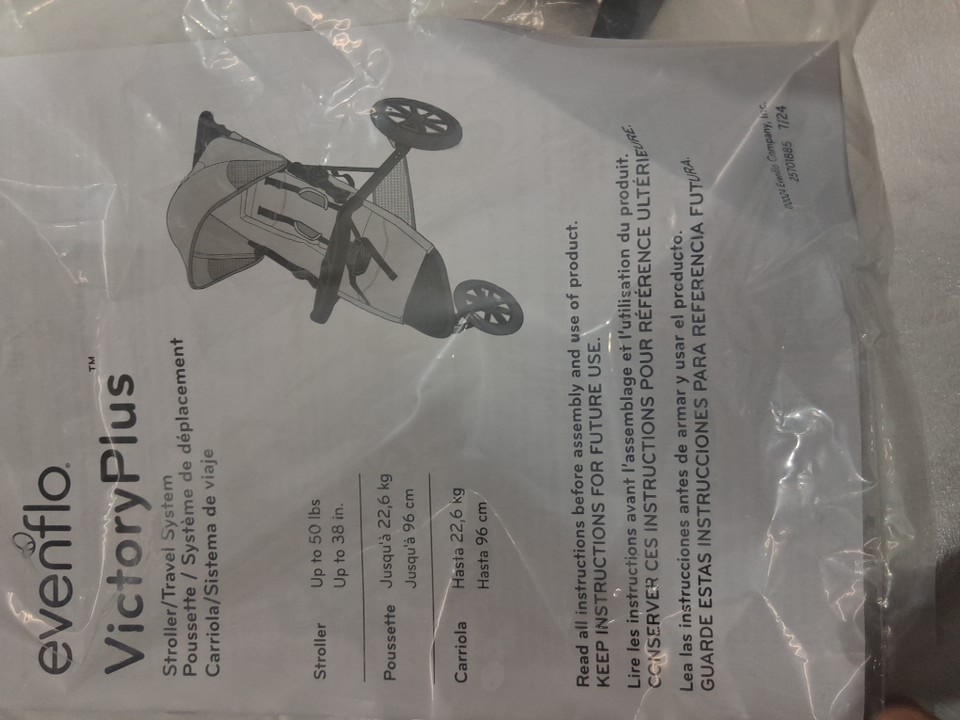 evenflo®
VictoryPlus™
Stroller/Travel System
Poussette / Système de déplacement
Carriola/Sistema de viaje
Stroller Up to 50 lbs
Up to 38 in.
Poussette Jusqu'à 22,6 kg
Jusqu'à 96 cm
Carriola Hasta 22,6 kg
Hasta 96 cm
Read all instructions before assembly and use of product.
KEEP INSTRUCTIONS FOR FUTURE USE.
Lire les instructions avant l'assemblage et l'utilisation du produit.
CONSERVER CES INSTRUCTIONS POUR RÉFÉRENCE ULTÉRIEURE.
Lea las instrucciones antes de armar y usar el producto.
GUARDE ESTAS INSTRUCCIONES PARA REFERENCIA FUTURA.
Evenflo Company, Inc.
25701885 7/24